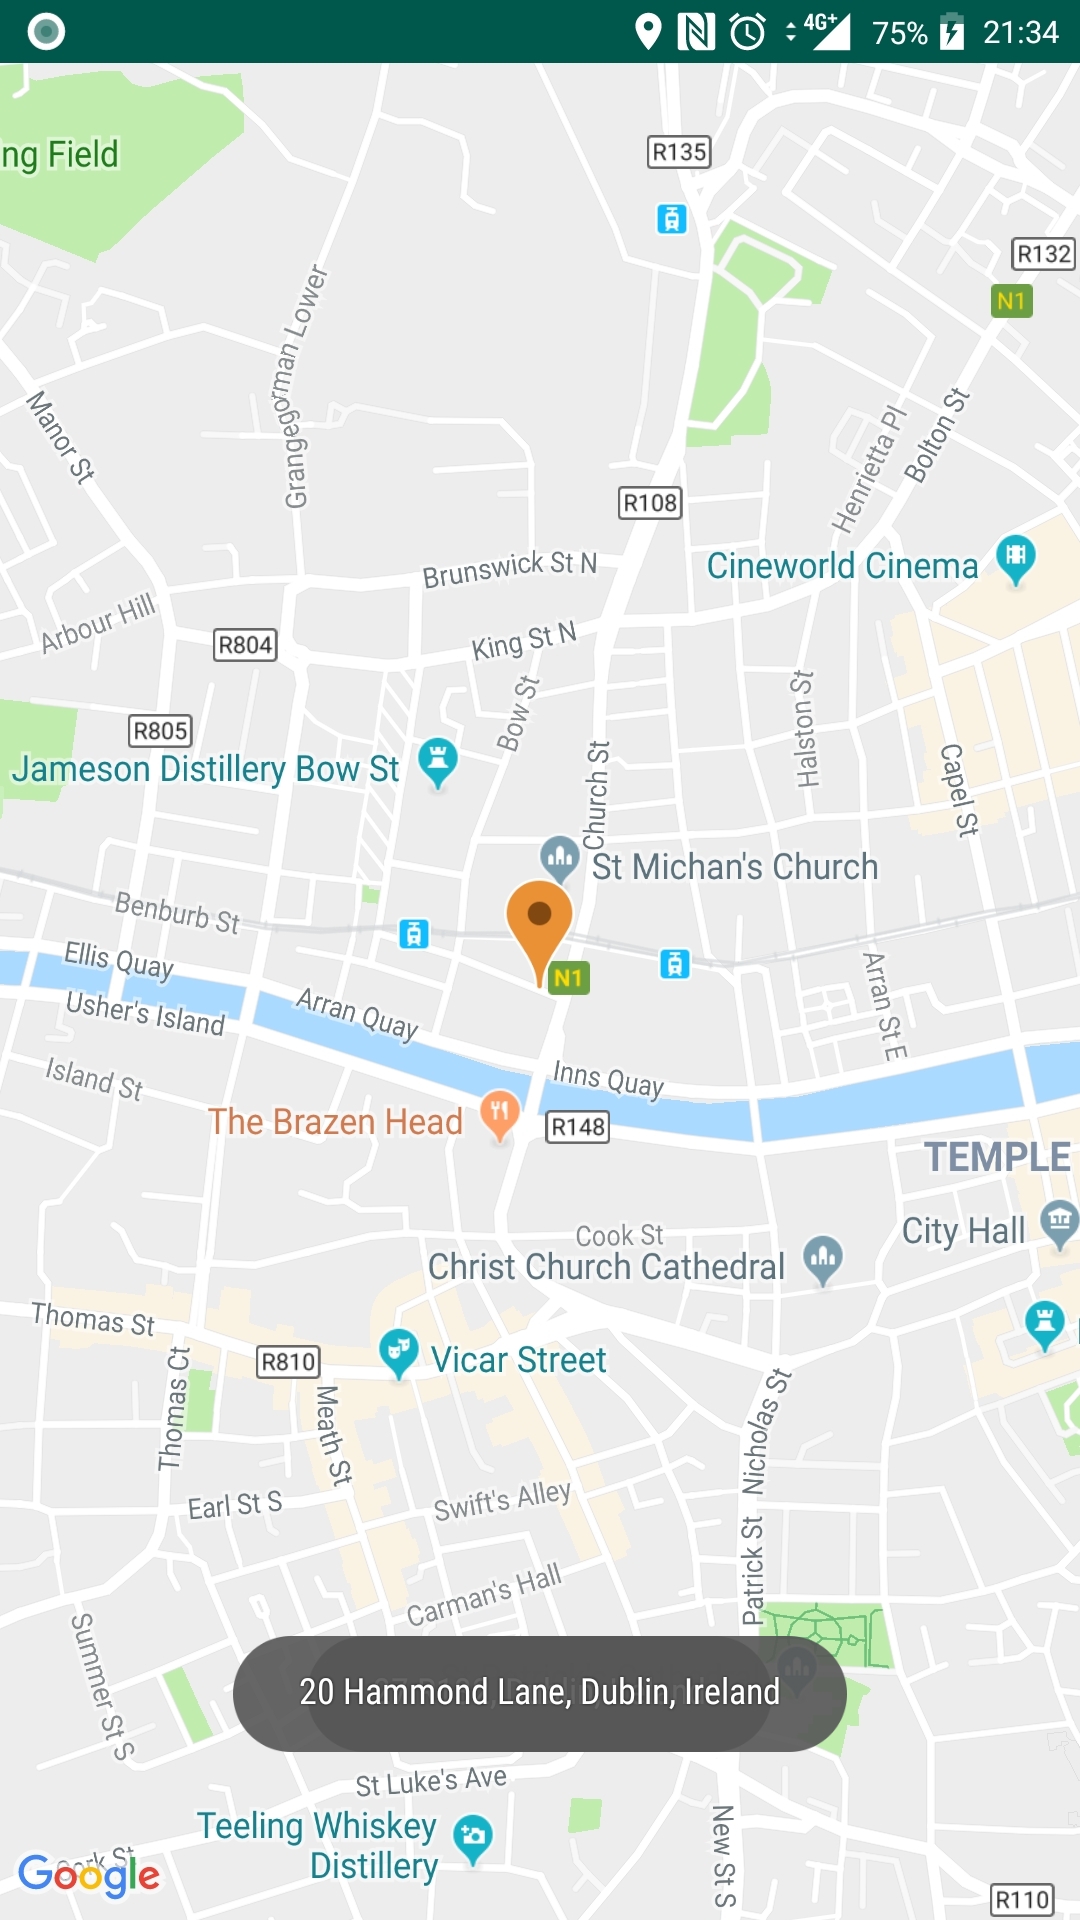 4G+ 75% 21:34
ng Field
R135
R132
N1
Grangegorman Lower
Manor St
Henrietta Pl
Bolton St
R108
Brunswick St N
Cineworld Cinema
Arbour Hill
R804
King St N
Bow St
Halston St
R805
Jameson Distillery Bow St
Church St
Capel St
St Michan's Church
Benburb St
Ellis Quay
N1
Arran St E
Usher's Island
Arran Quay
Inns Quay
Island St
The Brazen Head
R148
TEMPLE
Cook St
City Hall
Christ Church Cathedral
Thomas St
R810
Vicar Street
Thomas Ct
Meath St
Nicholas St
Earl St S
Swift's Alley
Patrick St
Carman's Hall
Summer St S
20 Hammond Lane, Dublin, Ireland
St Luke's Ave
Teeling Whiskey
Distillery
New St S
Cork St
Google
R110